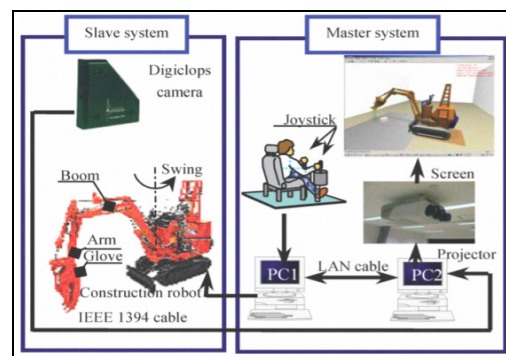 Slave system
Master system
Digiclops
camera
Joystick
Swing
Boom
Screen
Arm
Glove
Projector
LAN cable
PC1
PC2
Construction robot
IEEE 1394 cable